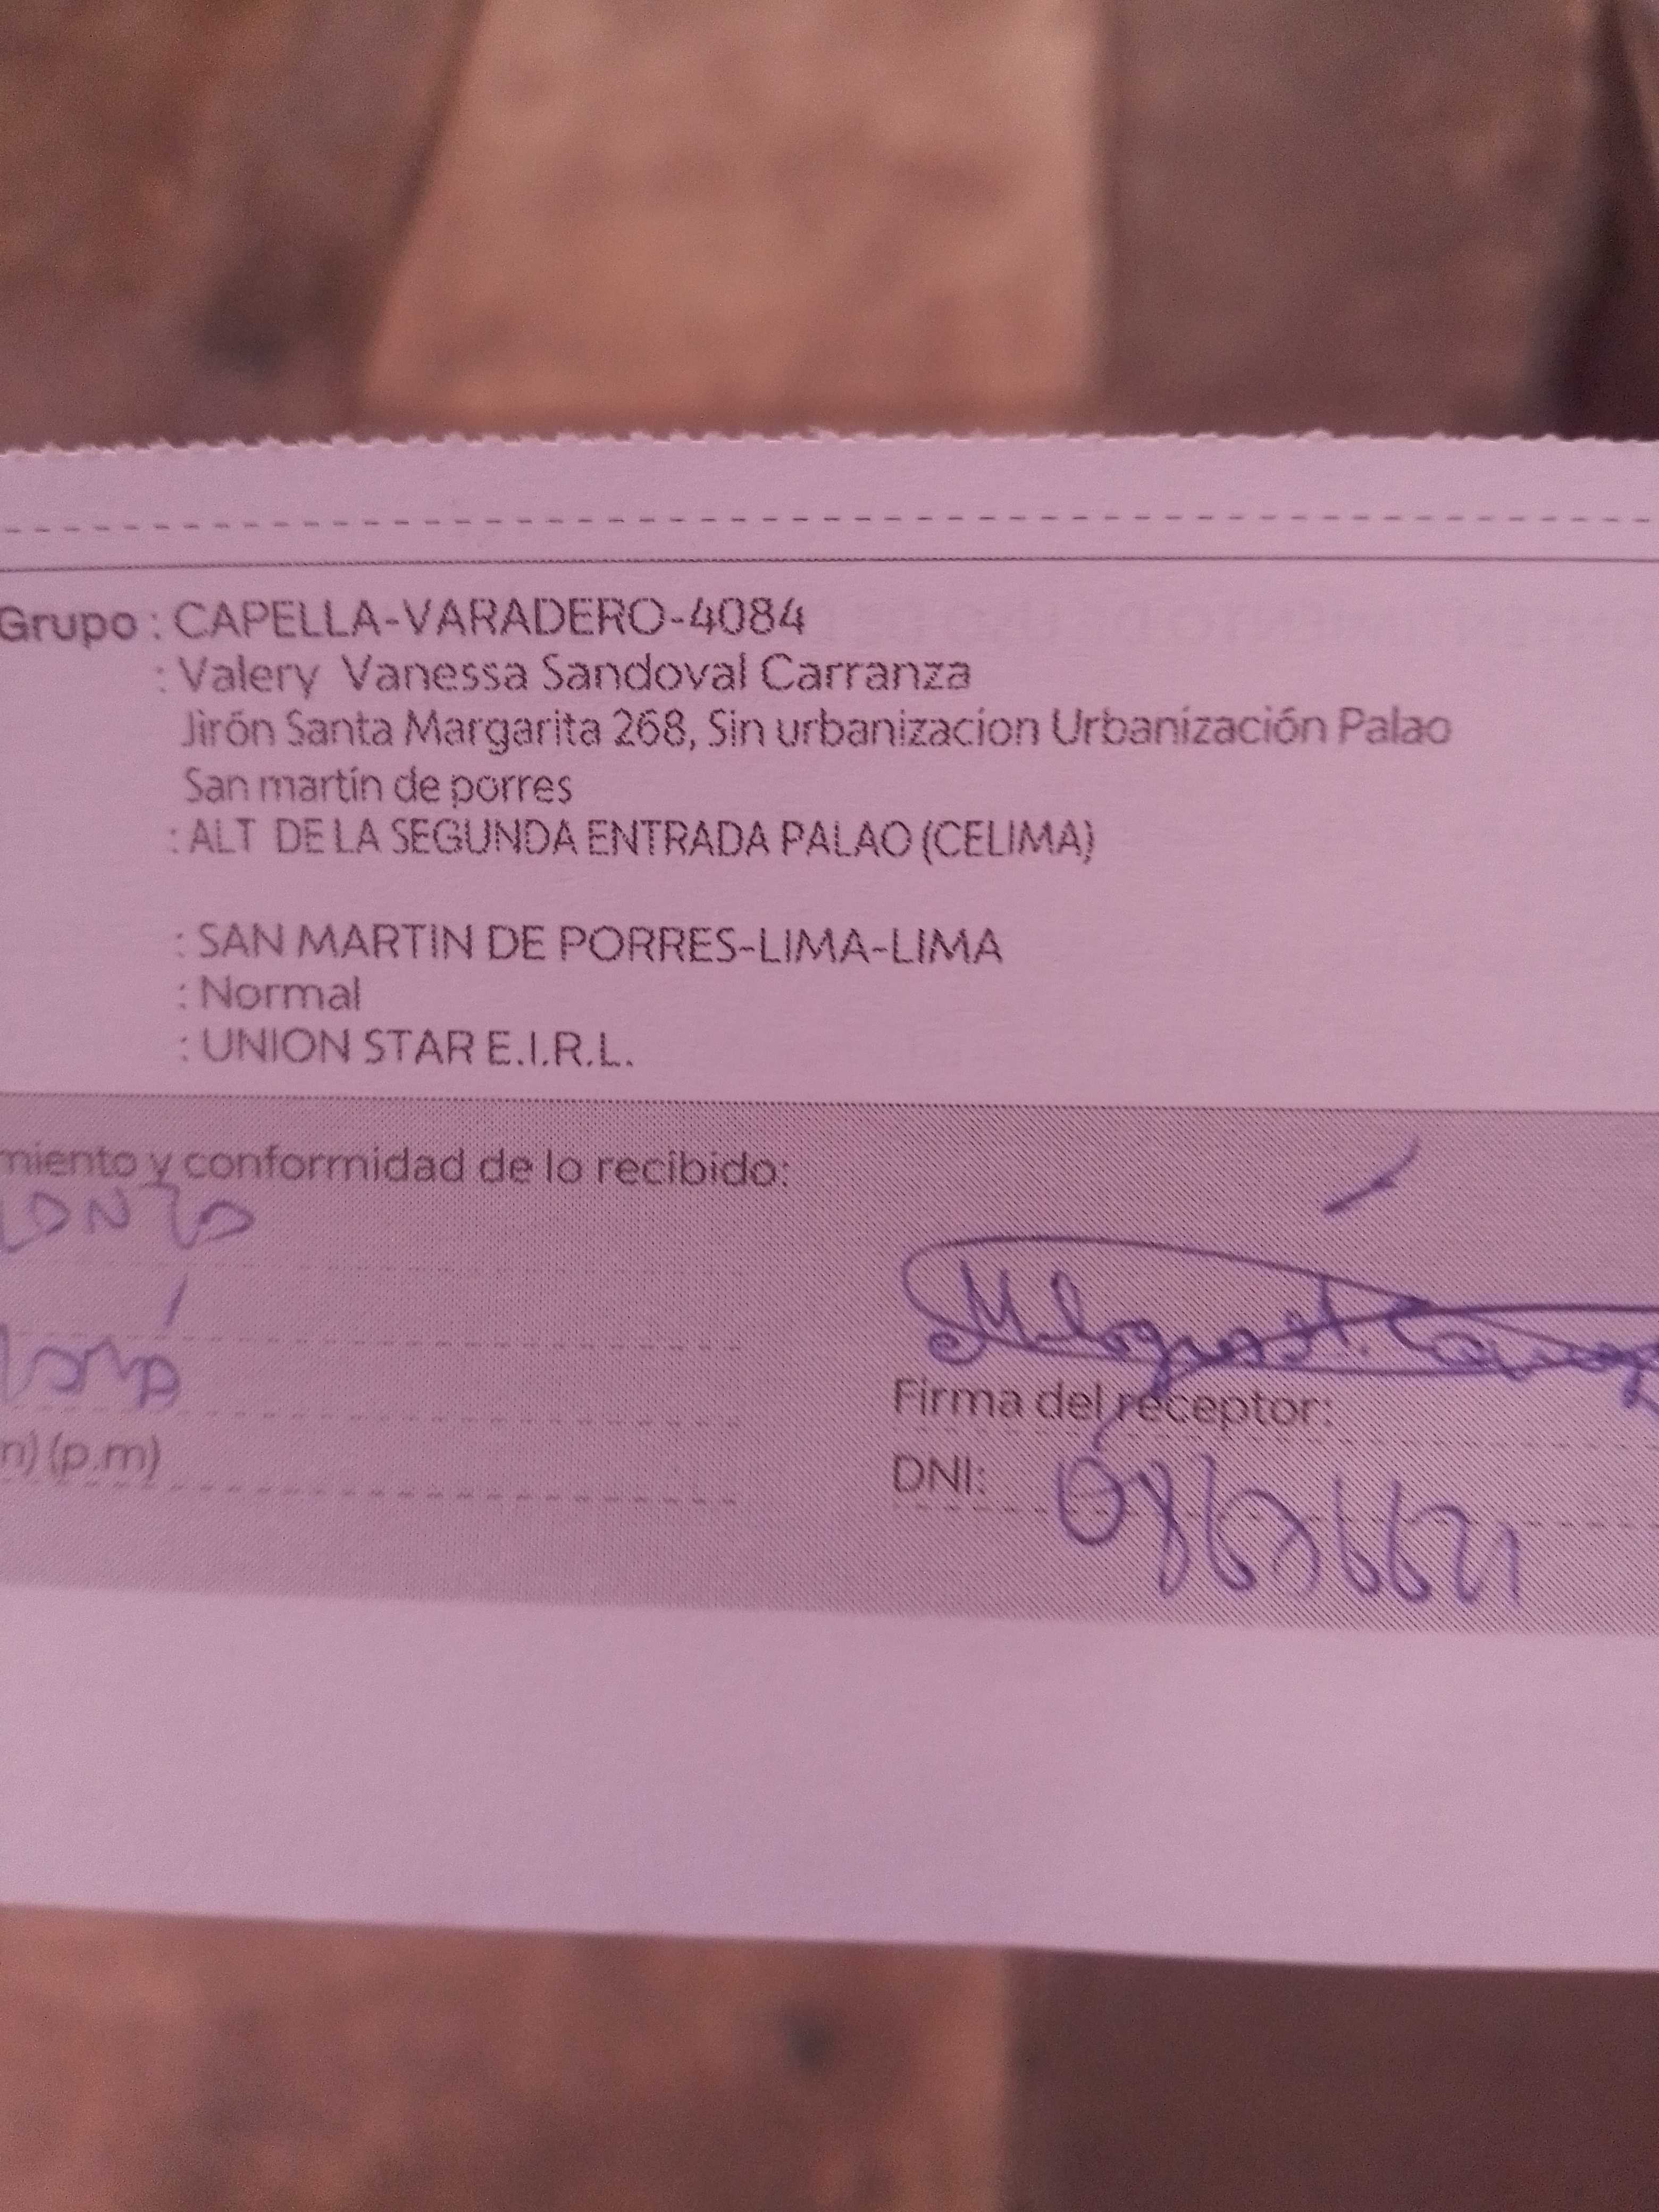 Grupo : CAPELLA-VARADERO-4084
: Valery Vanessa Sandoval Carranza
Jirón Santa Margarita 268, Sin urbanizacion Urbanización Palao
San martín de porres
: ALT DE LA SEGUNDA ENTRADA PALAO (CELIMA)
: SAN MARTIN DE PORRES-LIMA-LIMA
: Normal
: UNION STAR E.I.R.L.
miento y conformidad de lo recibido:
Firma del receptor:
n) (p.m)
DNI: